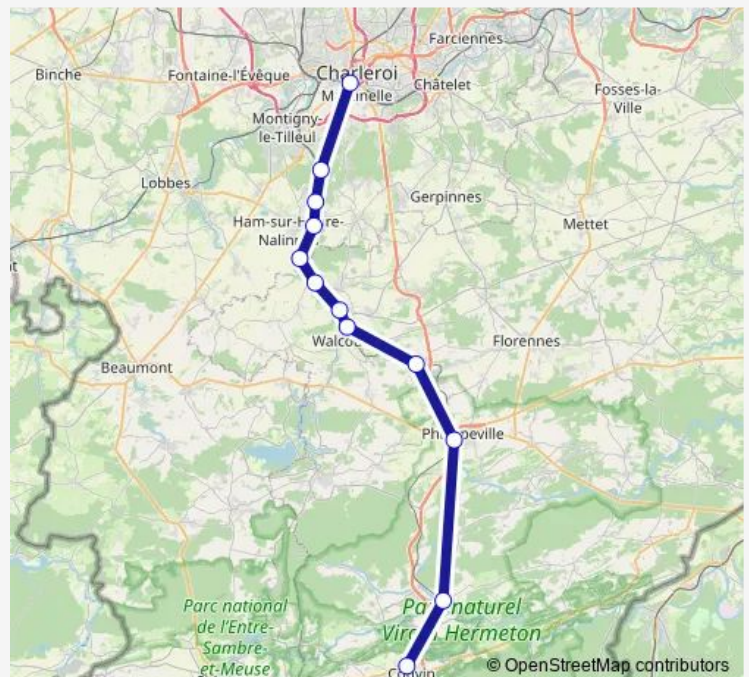 Farciennes
Binche
Fontaine-l'Évêque
Charleroi
Châtelet
Fosses-la-
Ville
Montigny-
le-Tilleul
Lobbes
Gerpinnes
Mettet
Florennes
Beaumont
Parc national
de l'Entre-
Sambre-
et-Meuse
© OpenStreetMap contributors